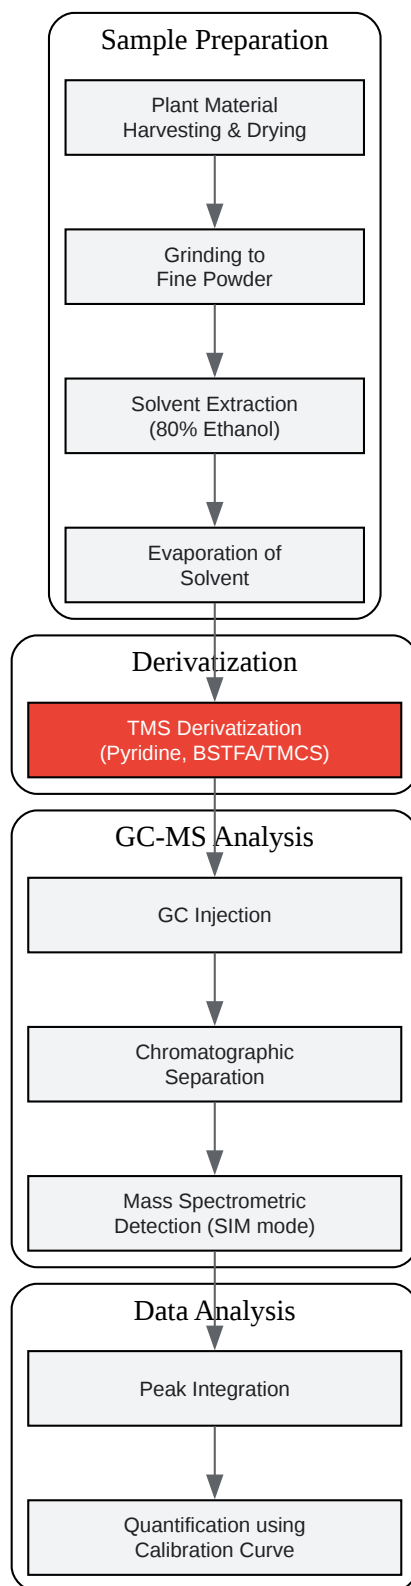 Sample Preparation
Plant Material
Harvesting & Drying
Grinding to
Fine Powder
Solvent Extraction
(80% Ethanol)
Evaporation of
Solvent
Derivatization
TMS Derivatization
(Pyridine, BSTFA/TMCS)
GC-MS Analysis
GC Injection
Chromatographic
Separation
Mass Spectrometric
Detection (SIM mode)
Data Analysis
Peak Integration
Quantification using
Calibration Curve